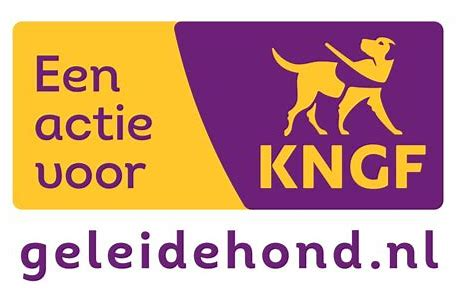 Een
actie
voor
KNGF
geleidehond.nl